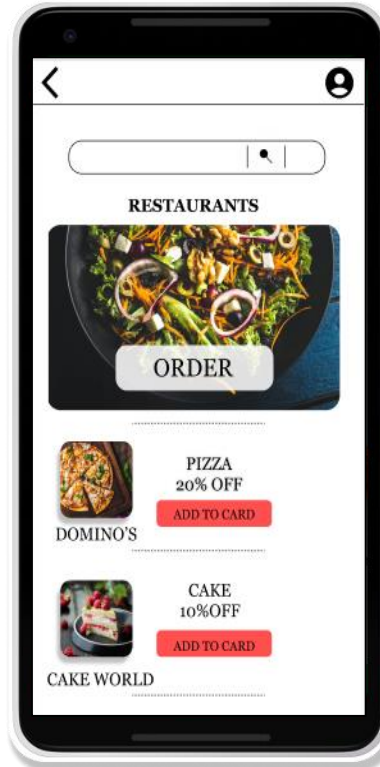 RESTAURANTS
ORDER
PIZZA
20% OFF
ADD TO CARD
DOMINO'S
CAKE
10%OFF
ADD TO CARD
CAKE WORLD